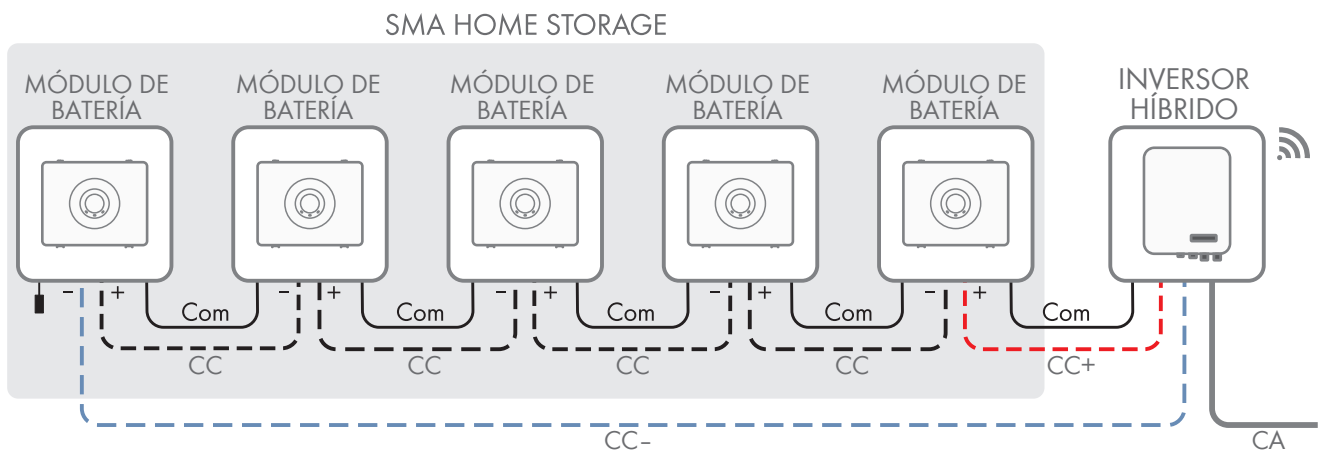 SMA HOME STORAGE
MÓDULO DE
BATERÍA
MÓDULO DE
BATERÍA
MÓDULO DE
BATERÍA
MÓDULO DE
BATERÍA
MÓDULO DE
BATERÍA
INVERSOR
HÍBRIDO
– + – + – + – + – +
Com Com Com Com Com
CC CC CC CC CC+
CC–
CA